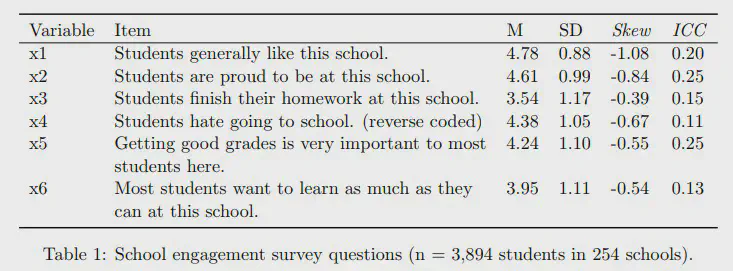 Variable Item M SD Skew ICC
x1 Students generally like this school. 4.78 0.88 -1.08 0.20
x2 Students are proud to be at this school. 4.61 0.99 -0.84 0.25
x3 Students finish their homework at this school. 3.54 1.17 -0.39 0.15
x4 Students hate going to school. (reverse coded) 4.38 1.05 -0.67 0.11
x5 Getting good grades is very important to most 4.24 1.10 -0.55 0.25
students here.
x6 Most students want to learn as much as they 3.95 1.11 -0.54 0.13
can at this school.
Table 1: School engagement survey questions (n = 3,894 students in 254 schools).